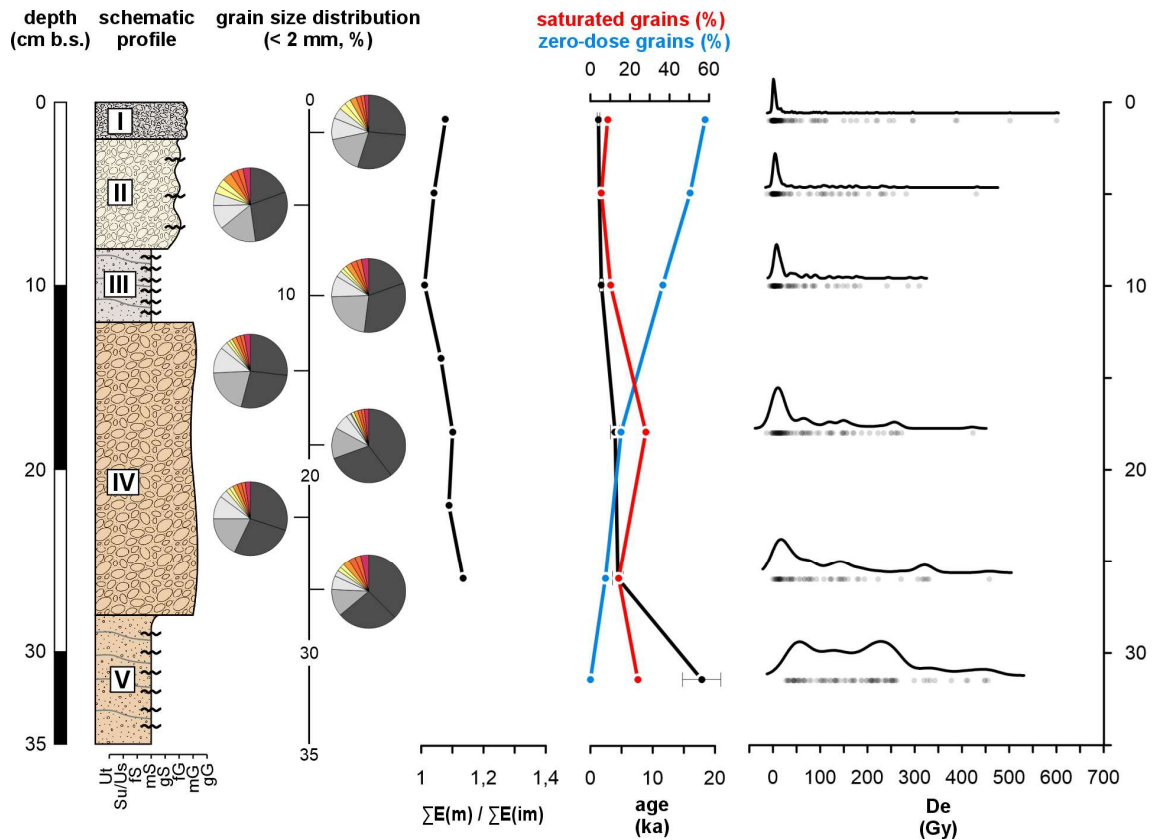 depth
(cm b.s.)
schematic
profile
grain size distribution
(< 2 mm, %)
saturated grains (%)
zero-dose grains (%)
0 20 40 60
0
10
20
30
35
I
II
III
IV
V
Ut
Su/Us
fS
mS
gS
fG
mG
gG
0
10
20
30
35
1 1,2 1,4
∑E(m) / ∑E(im)
0 10 20
age
(ka)
0 100 200 300 400 500 600 700
De
(Gy)
0
10
20
30